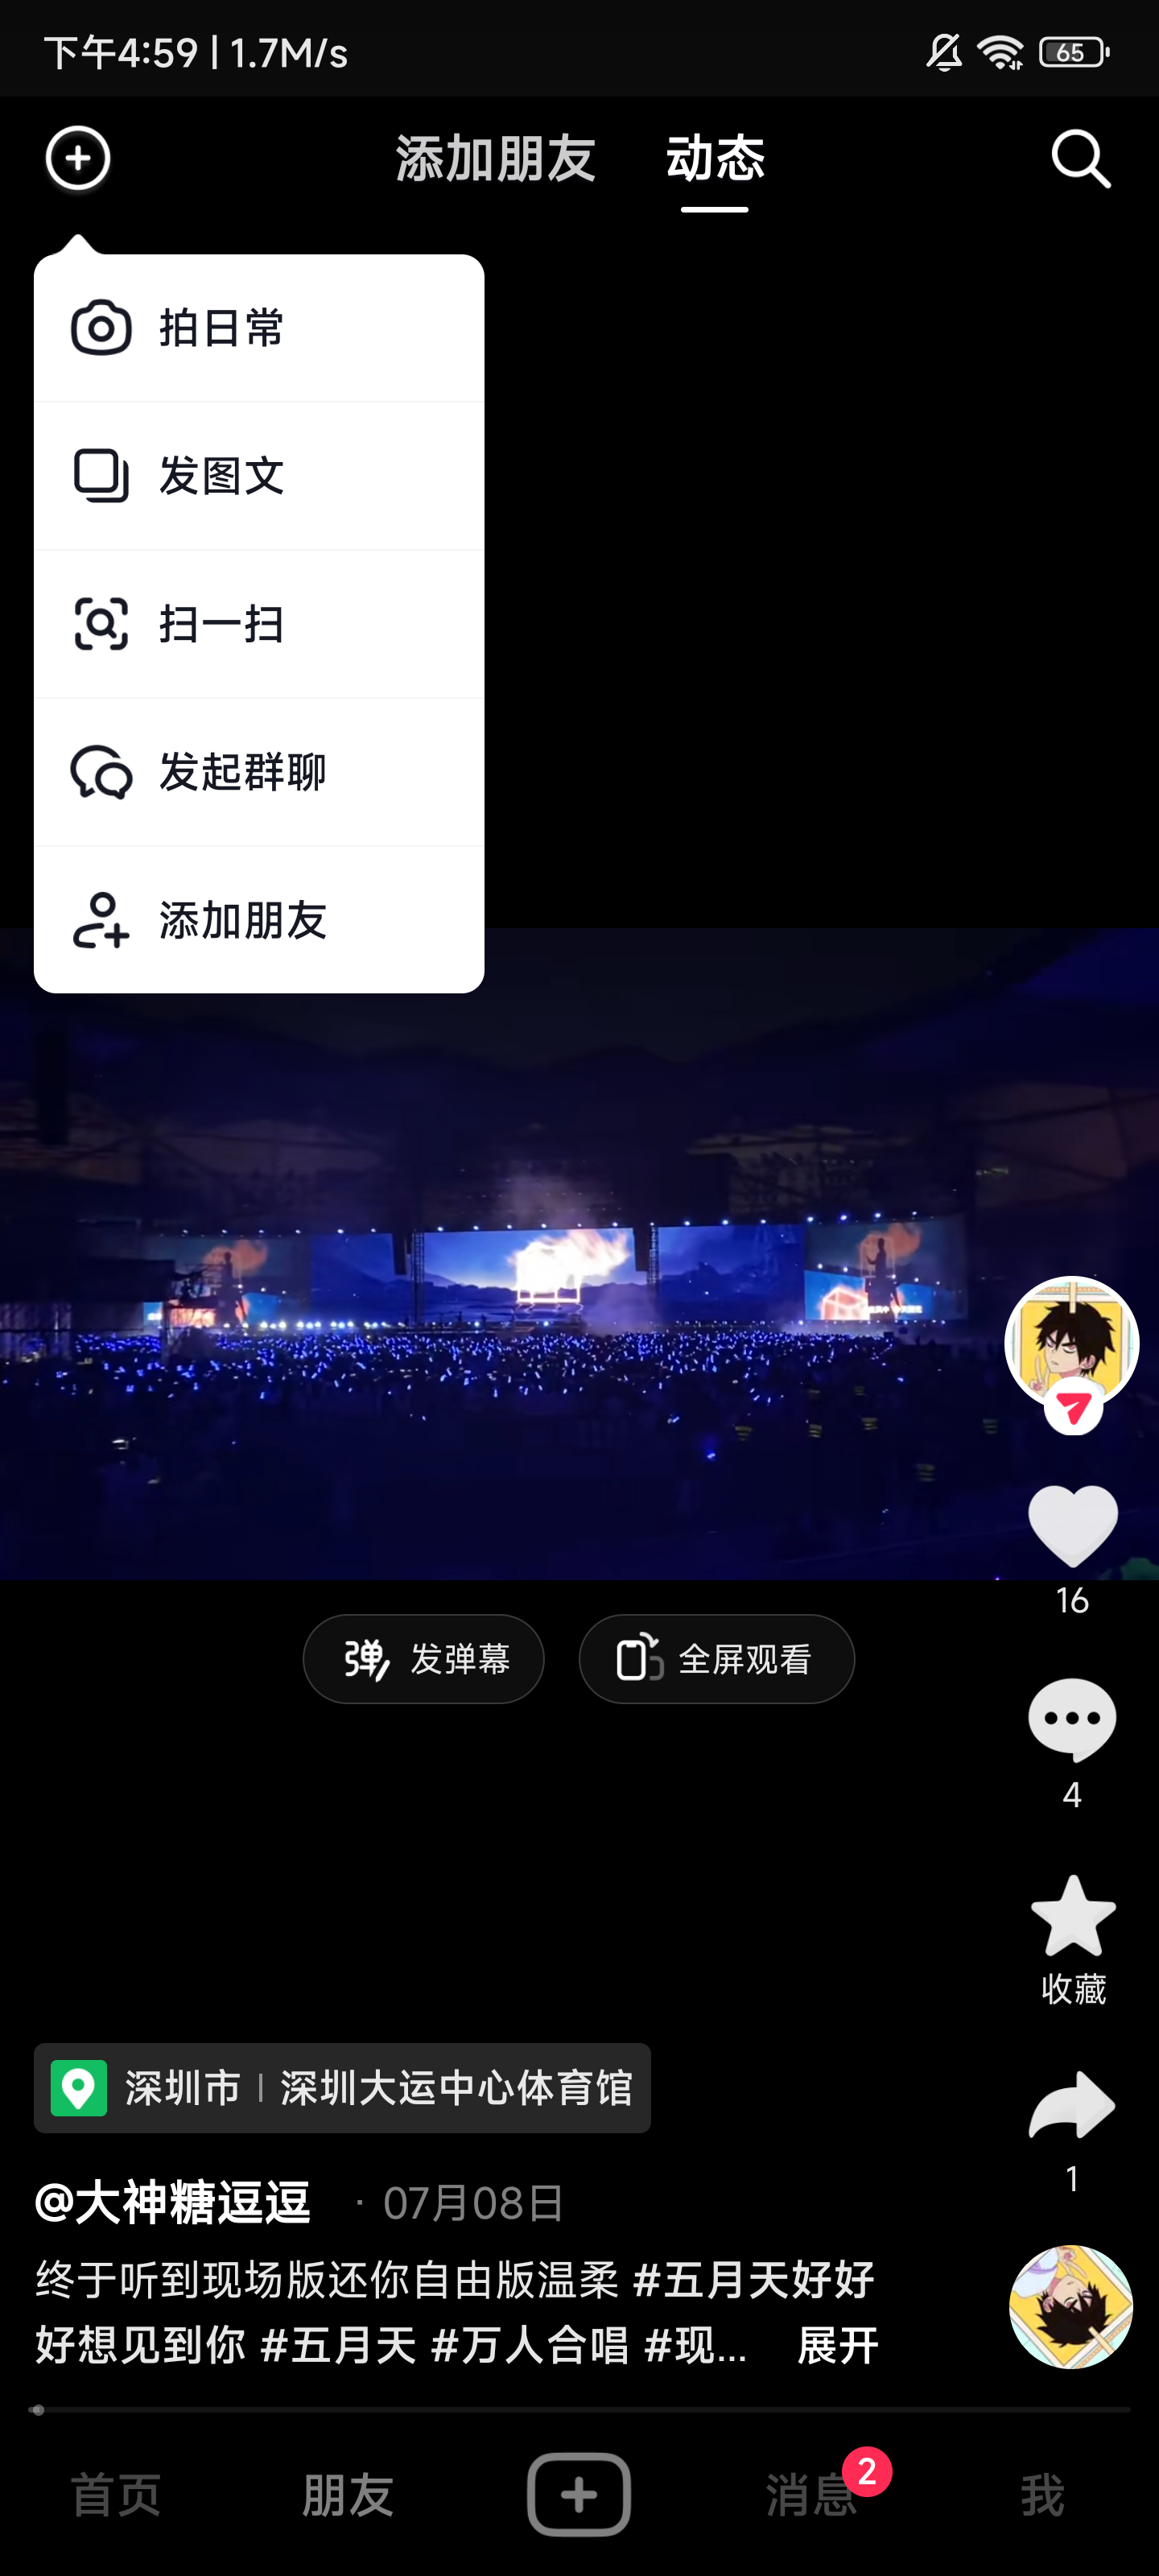 下午4:59 | 1.7M/s
65
添加朋友 动态
拍日常
发图文
扫一扫
发起群聊
添加朋友
16
弹 发弹幕 全屏观看
4
收藏
深圳市 | 深圳大运中心体育馆
1
@大神糖逗逗 · 07月08日
终于听到现场版还你自由版温柔 #五月天好好
好想见到你 #五月天 #万人合唱 #现... 展开
首页 朋友 消息 2 我